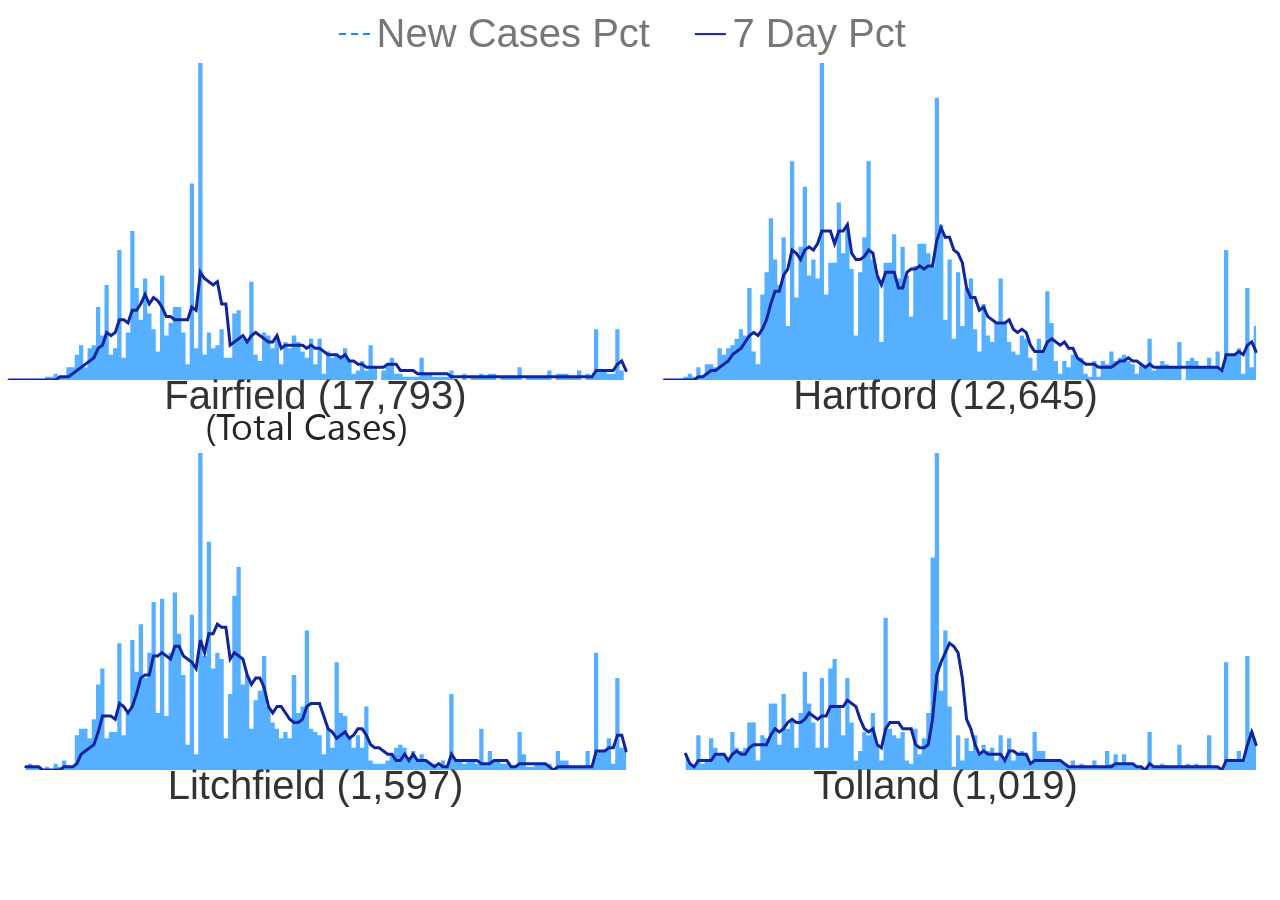 New Cases Pct 7 Day Pct
Fairfield (17,793)
(Total Cases)
Hartford (12,645)
Litchfield (1,597)
Tolland (1,019)